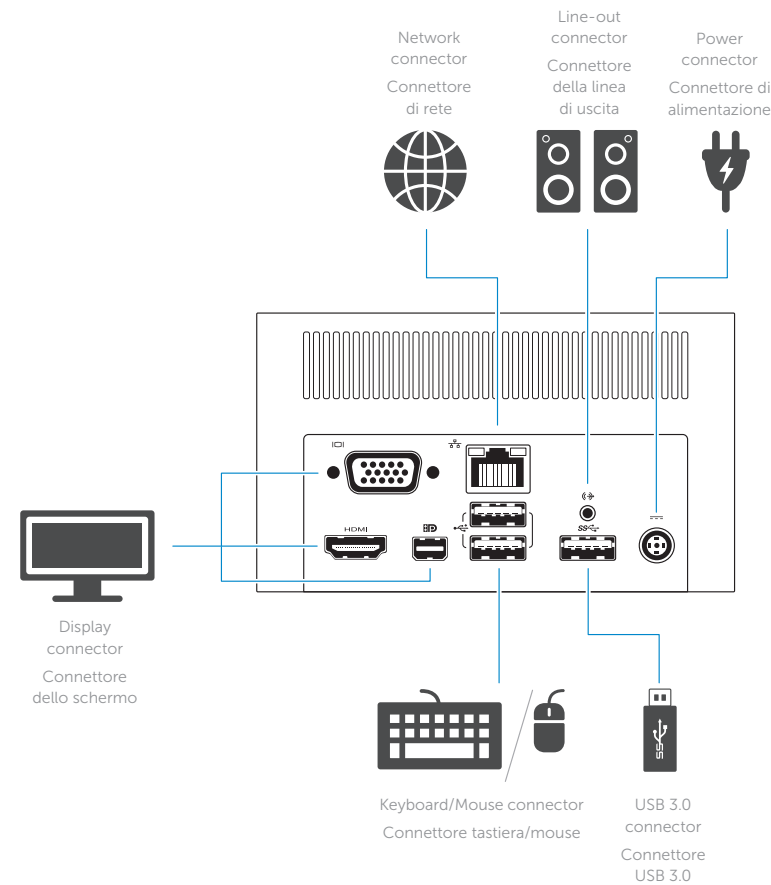 Network
connector
Connettore
di rete
Line-out
connector
Connettore
della linea
di uscita
Power
connector
Connettore di
alimentazione
HDMI
SS
Display
connector
Connettore
dello schermo
Keyboard/Mouse connector
Connettore tastiera/mouse
SS
USB 3.0
connector
Connettore
USB 3.0